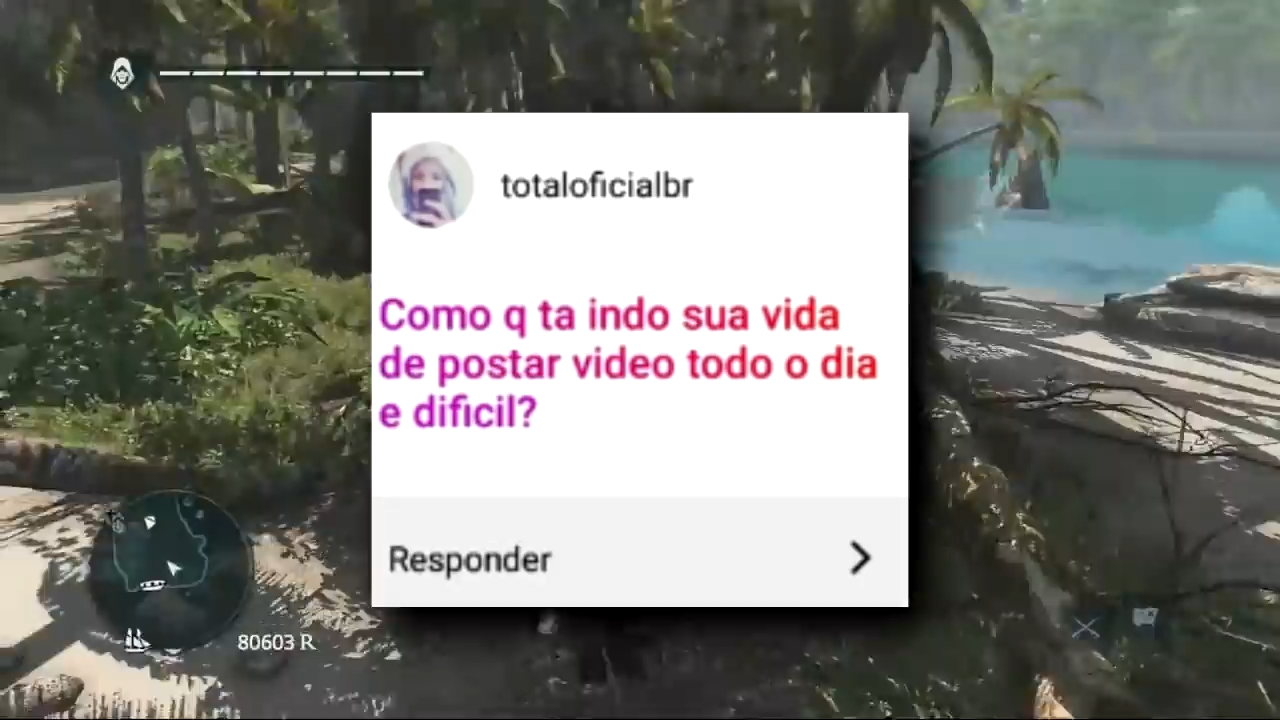 totaloficialbr
Como q ta indo sua vida
de postar video todo o dia
e dificil?
Responder
80603 R